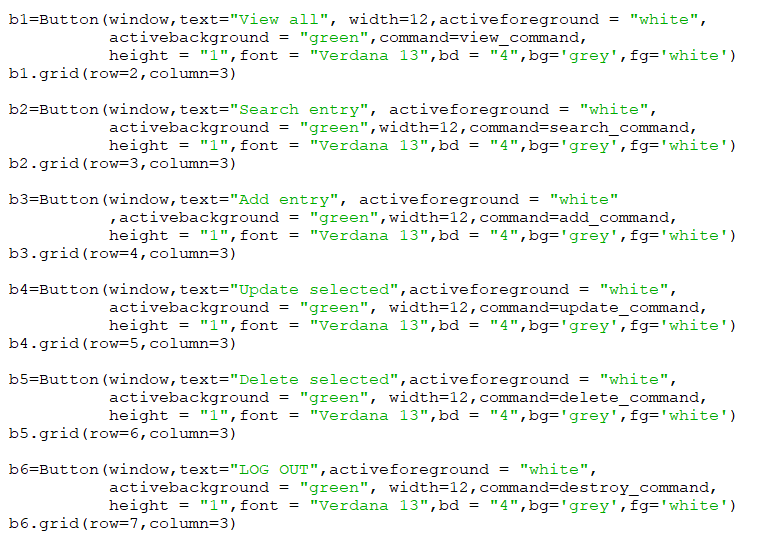 b1=Button(window,text="View all", width=12,activeforeground = "white",
          activebackground = "green",command=view_command,
          height = "1",font = "Verdana 13",bd = "4",bg='grey',fg='white')
b1.grid(row=2,column=3)

b2=Button(window,text="Search entry", activeforeground = "white",
          activebackground = "green",width=12,command=search_command,
          height = "1",font = "Verdana 13",bd = "4",bg='grey',fg='white')
b2.grid(row=3,column=3)

b3=Button(window,text="Add entry", activeforeground = "white"
          ,activebackground = "green",width=12,command=add_command,
          height = "1",font = "Verdana 13",bd = "4",bg='grey',fg='white')
b3.grid(row=4,column=3)

b4=Button(window,text="Update selected",activeforeground = "white",
          activebackground = "green", width=12,command=update_command,
          height = "1",font = "Verdana 13",bd = "4",bg='grey',fg='white')
b4.grid(row=5,column=3)

b5=Button(window,text="Delete selected",activeforeground = "white",
          activebackground = "green", width=12,command=delete_command,
          height = "1",font = "Verdana 13",bd = "4",bg='grey',fg='white')
b5.grid(row=6,column=3)

b6=Button(window,text="LOG OUT",activeforeground = "white",
          activebackground = "green", width=12,command=destroy_command,
          height = "1",font = "Verdana 13",bd = "4",bg='grey',fg='white')
b6.grid(row=7,column=3)